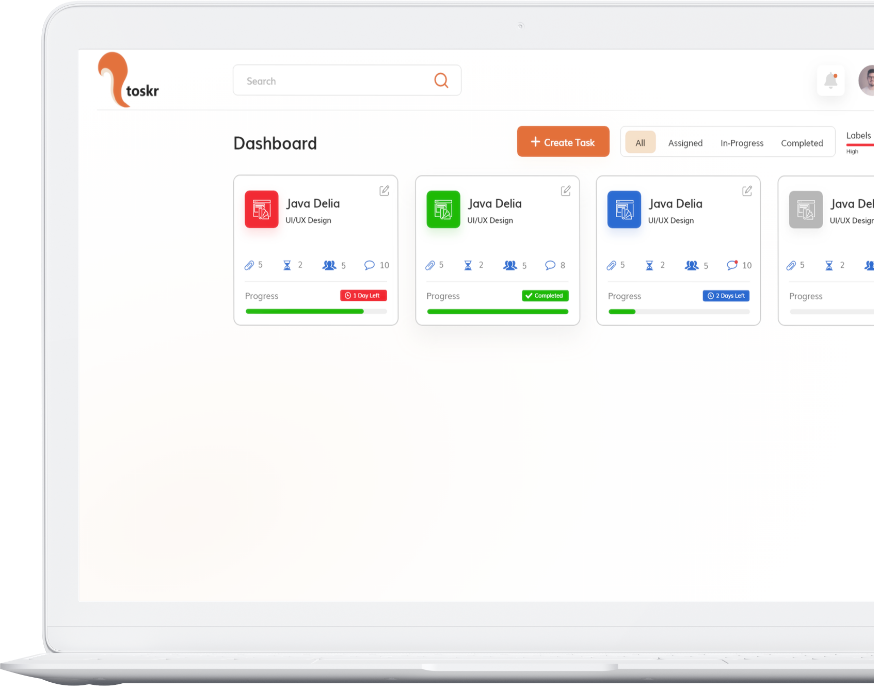 toskr
Search
Dashboard
+ Create Task
All
Assigned
In-Progress
Completed
Labels
High
Java Delia
UI/UX Design
5
2
5
10
Progress
1 Day Left
Java Delia
UI/UX Design
5
2
5
8
Progress
Completed
Java Delia
UI/UX Design
5
2
5
10
Progress
2 Days Left
Java Del
UI/UX Design
5
2
Progress